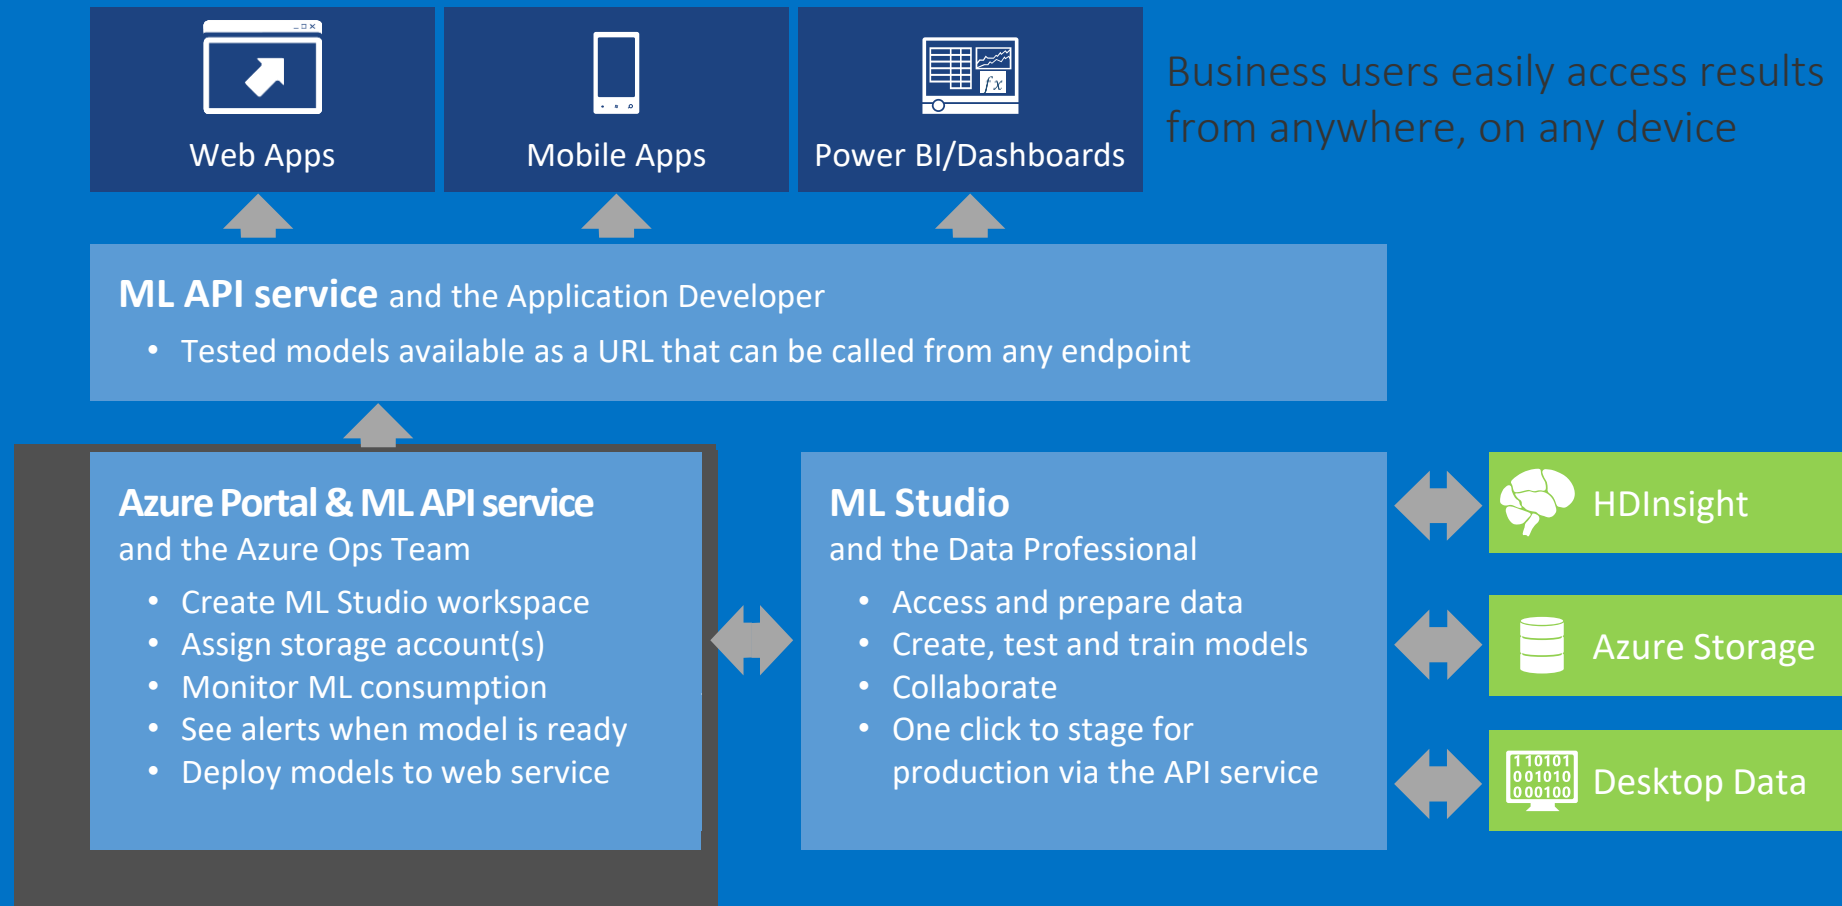 Web Apps
Mobile Apps
fx
Power BI/Dashboards
Business users easily access results
from anywhere, on any device
ML API service and the Application Developer
• Tested models available as a URL that can be called from any endpoint
Azure Portal & ML API service
and the Azure Ops Team
• Create ML Studio workspace
• Assign storage account(s)
• Monitor ML consumption
• See alerts when model is ready
• Deploy models to web service
ML Studio
and the Data Professional
• Access and prepare data
• Create, test and train models
• Collaborate
• One click to stage for
production via the API service
HDInsight
Azure Storage
110101
001010
000100
Desktop Data